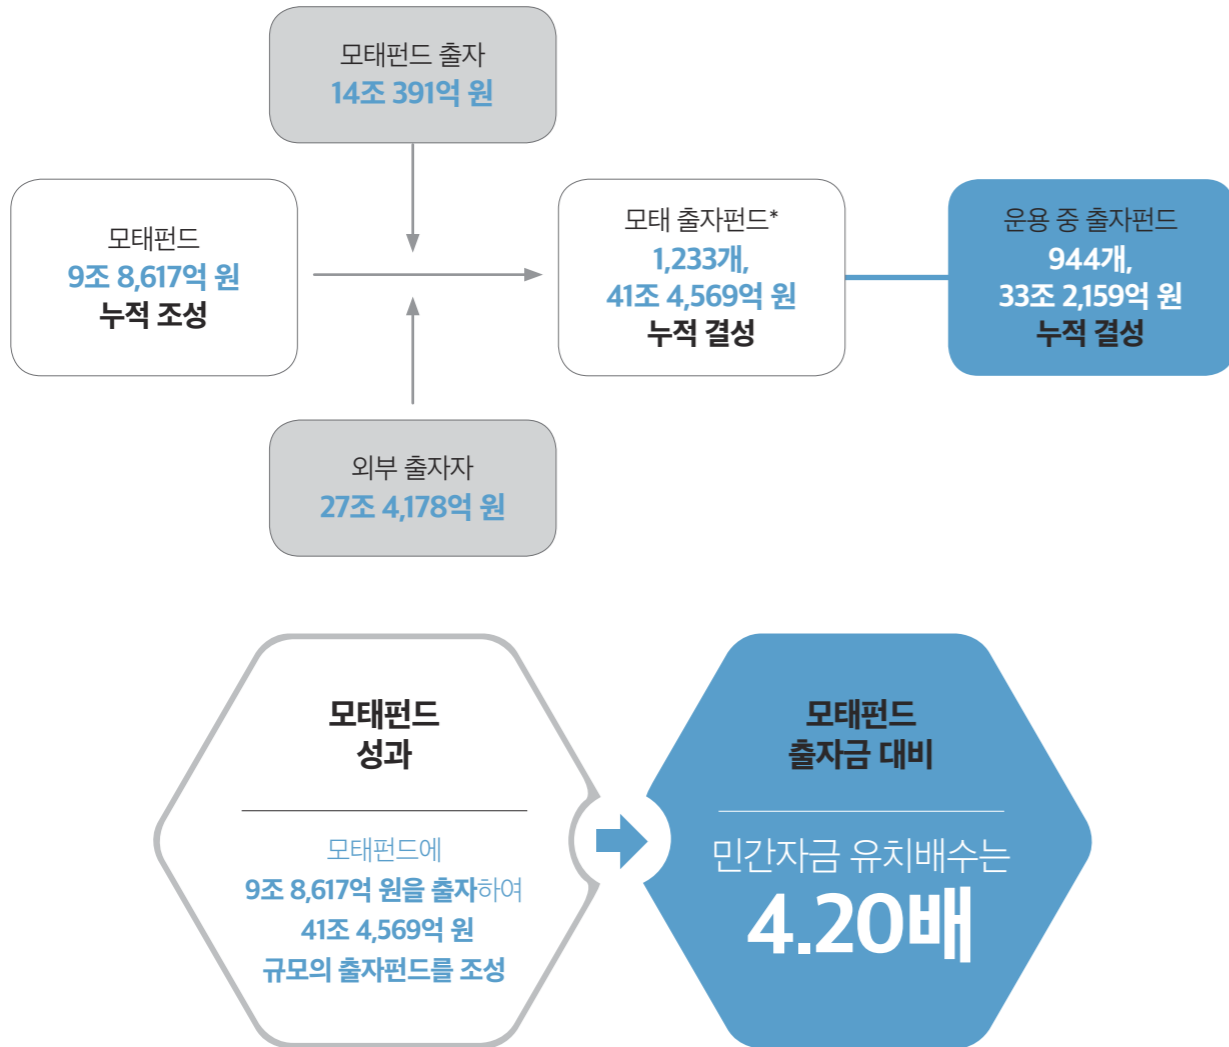 모태펀드 출자
14조 391억 원
모태펀드
9조 8,617억 원
누적 조성
모태 출자펀드*
1,233개,
41조 4,569억 원
누적 결성
운용 중 출자펀드
944개,
33조 2,159억 원
누적 결성
외부 출자자
27조 4,178억 원
모태펀드
성과
모태펀드에
9조 8,617억 원을 출자하여
41조 4,569억 원
규모의 출자펀드를 조성
모태펀드
출자금 대비
민간자금 유치배수는
4.20배